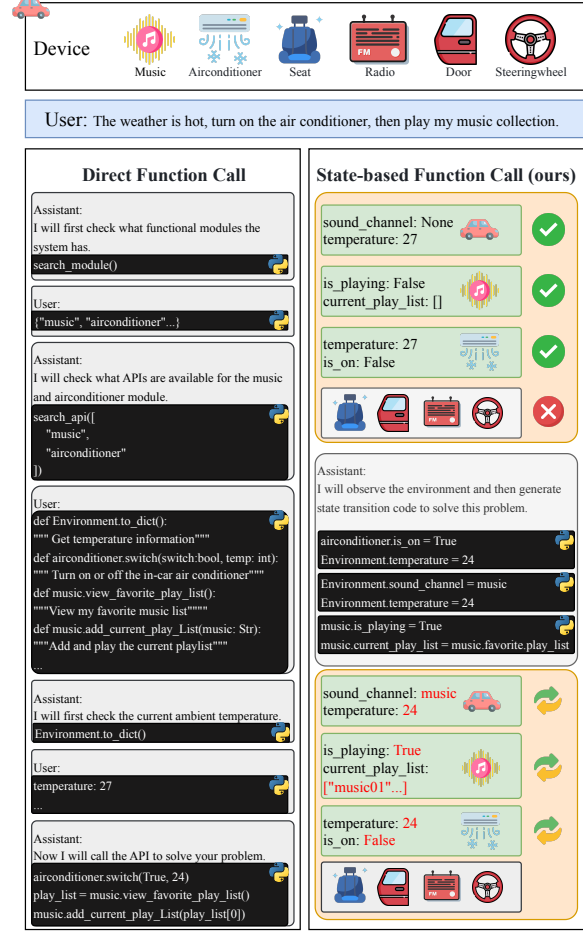 Device
Music
Airconditioner
Seat
FM
Radio
Door
Steeringwheel
User: The weather is hot, turn on the air conditioner, then play my music collection.
Direct Function Call
Assistant:
I will first check what functional modules the
system has.
search_module()
User:
{"music", "airconditioner"...}
Assistant:
I will check what APIs are available for the music
and airconditioner module.
search_api([
"music",
"airconditioner"
])
User:
def Environment.to_dict():
""" Get temperature information"""
def airconditioner.switch(switch:bool, temp: int):
""" Turn on or off the in-car air conditioner"""
def music.view_favorite_play_list():
"""View my favorite music list""""
def music.add_current_play_List(music: Str):
"""Add and play the current playlist"""
...
Assistant:
I will first check the current ambient temperature.
Environment.to_dict()
User:
temperature: 27
...
Assistant:
Now I will call the API to solve your problem.
airconditioner.switch(True, 24)
play_list = music.view_favorite_play_list()
music.add_current_play_List(play_list[0])
State-based Function Call (ours)
sound_channel: None
temperature: 27
is_playing: False
current_play_list: []
temperature: 27
is_on: False
FM
Assistant:
I will observe the environment and then generate
state transition code to solve this problem.
airconditioner.is_on = True
Environment.temperature = 24
Environment.sound_channel = music
Environment.temperature = 24
music.is_playing = True
music.current_play_list = music.favorite.play_list
sound_channel: music
temperature: 24
is_playing: True
current_play_list:
["music01"...]
temperature: 24
is_on: False
FM